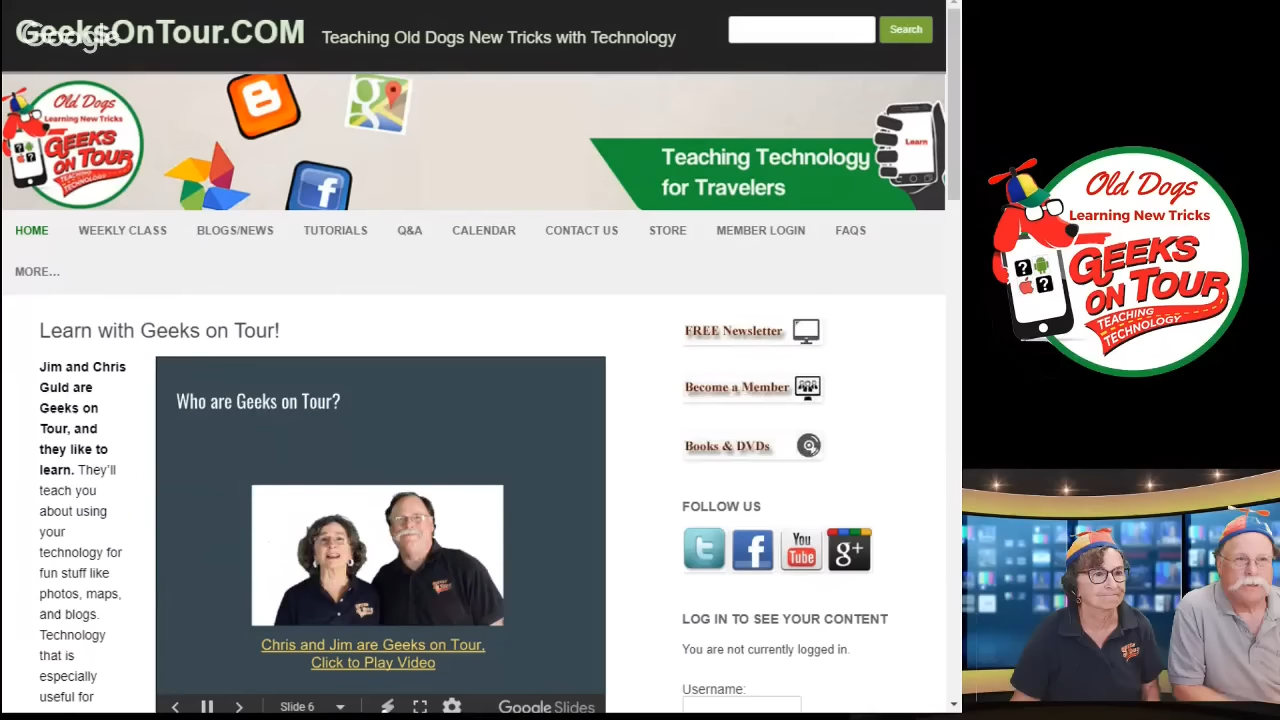 GeeksOnTour.COM
Google
Teaching Old Dogs New Tricks with Technology
Search
Old Dogs
Learning New Tricks
GEEKS
ON TOUR
TEACHING
TECHNOLOGY
Teaching Technology
for Travelers
Learn
HOME WEEKLY CLASS BLOGS/NEWS TUTORIALS Q&A CALENDAR CONTACT US STORE MEMBER LOGIN FAQS
MORE...
Learn with Geeks on Tour!
Jim and Chris
Guld are
Geeks on
Tour, and
they like to
learn. They'll
teach you
about using
your
technology for
fun stuff like
photos, maps,
and blogs.
Technology
that is
especially
useful for
Who are Geeks on Tour?
Chris and Jim are Geeks on Tour,
Click to Play Video
Slide 6
Google Slides
FREE Newsletter
Become a Member
Books & DVDs
FOLLOW US
You
Tube
g+
LOG IN TO SEE YOUR CONTENT
You are not currently logged in.
Username:
Old Dogs
Learning New Tricks
GEEKS
ON TOUR
TEACHING
TECHNOLOGY